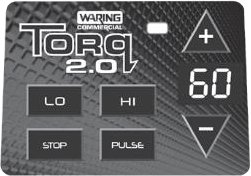 WARING
COMMERCIAL
TORQ
2.0
+
60
LO
HI
STOP
PULSE
−